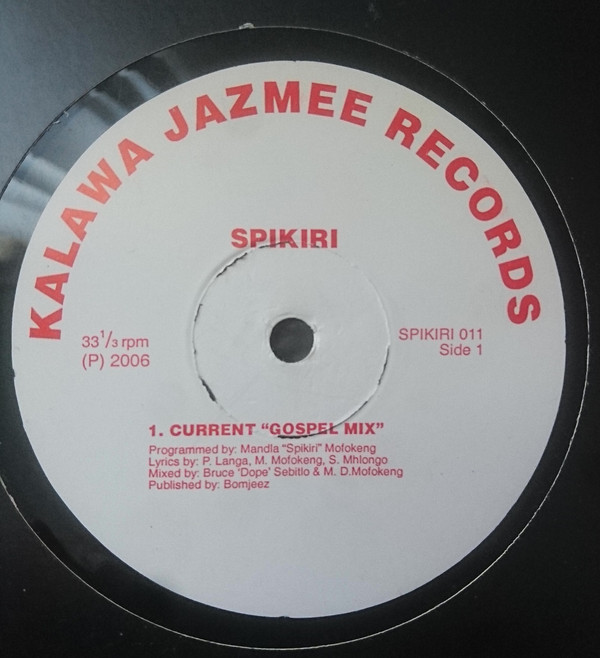 KALAWA JAZMEE RECORDS
SPIKIRI
33 1/3 rpm
(P) 2006
SPIKIRI 011
Side 1
1. CURRENT “GOSPEL MIX”
Programmed by: Mandla “Spikiri” Mofokeng
Lyrics by: P. Langa, M. Mofokeng, S. Mhlongo
Mixed by: Bruce ‘Dope’ Sebitlo & M. D.Mofokeng
Published by: Bomjeez